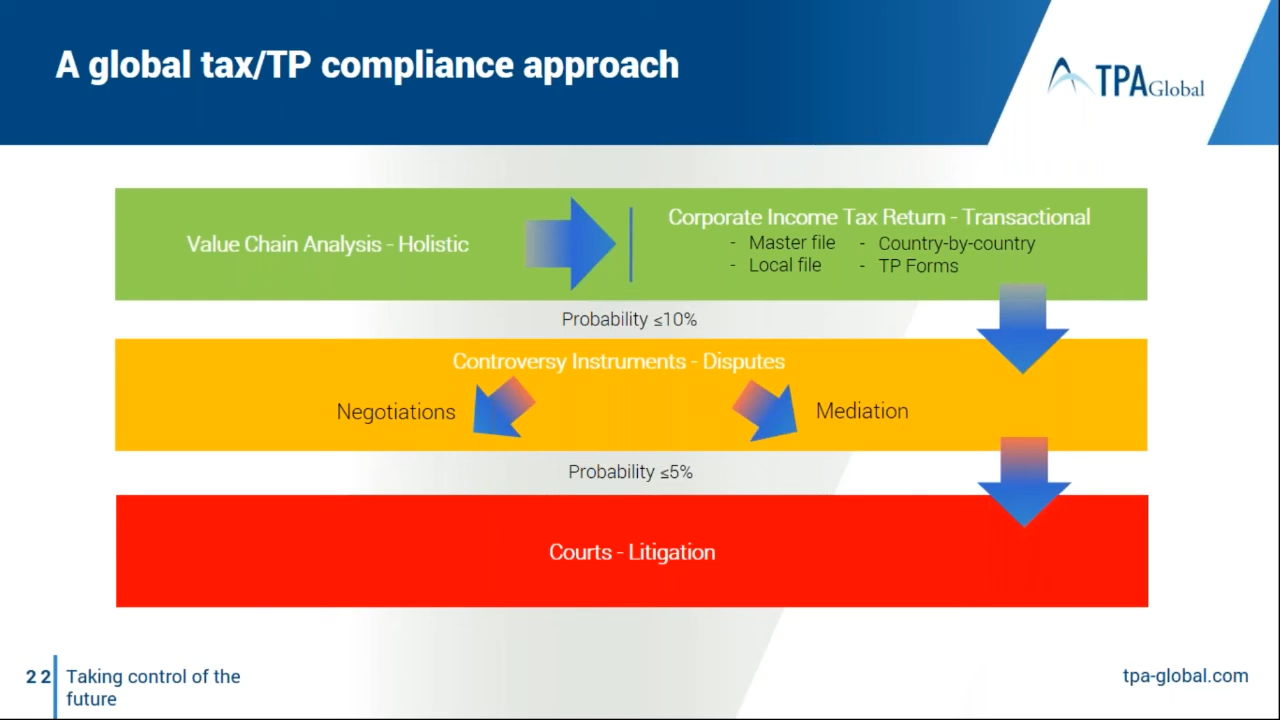 A global tax/TP compliance approach
TPAGlobal
Value Chain Analysis - Holistic
Corporate Income Tax Return - Transactional
- Master file - Country-by-country
- Local file - TP Forms
Probability ≤10%
Controversy Instruments - Disputes
Negotiations
Mediation
Probability ≤5%
Courts - Litigation
22
Taking control of the
future
tpa-global.com